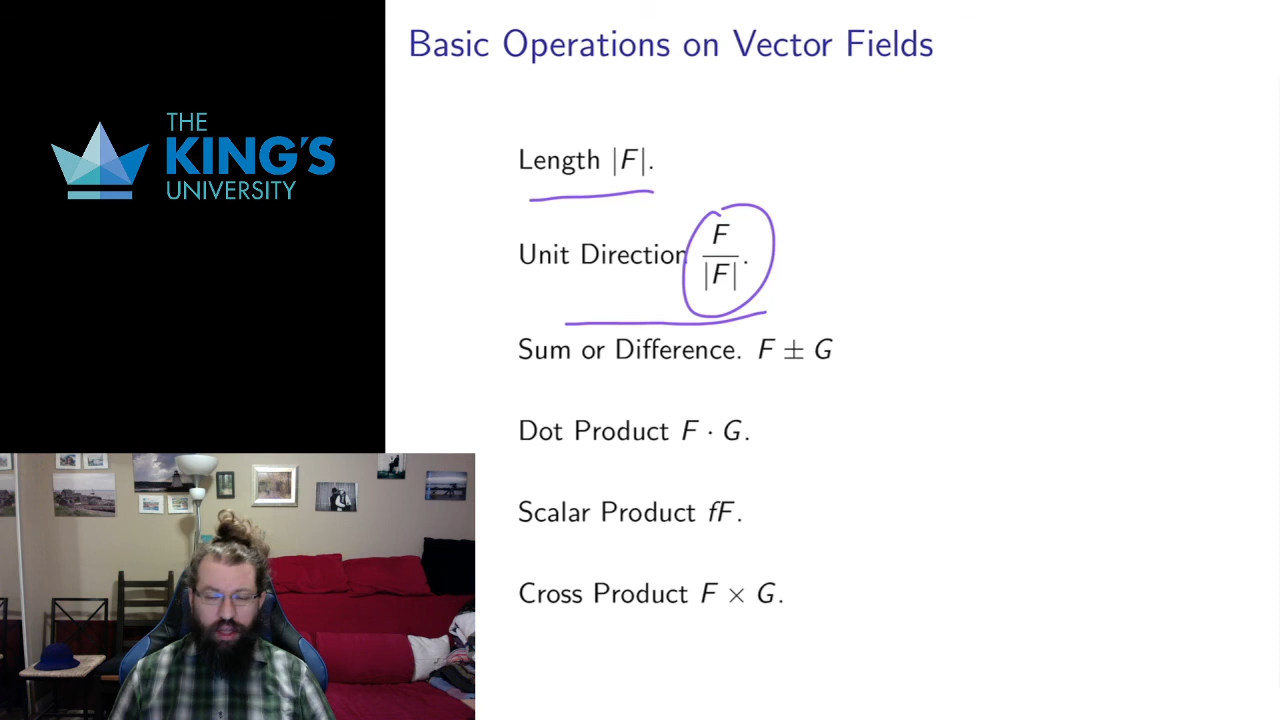 THE
KING'S
UNIVERSITY
Basic Operations on Vector Fields
Length |F|.
Unit Direction F/|F|.
Sum or Difference. F ± G
Dot Product F · G.
Scalar Product fF.
Cross Product F × G.